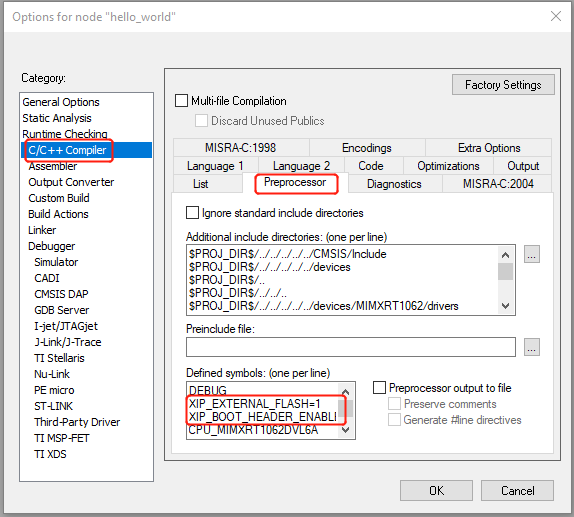 Options for node "hello_world"
Category:
Factory Settings
General Options
Static Analysis
Runtime Checking
C/C++ Compiler
Assembler
Output Converter
Custom Build
Build Actions
Linker
Debugger
Simulator
CADI
CMSIS DAP
GDB Server
I-jet/JTAGjet
J-Link/J-Trace
TI Stellaris
Nu-Link
PE micro
ST-LINK
Third-Party Driver
TI MSP-FET
TI XDS
Multi-file Compilation
Discard Unused Publics
MISRA-C:1998 Encodings Extra Options
Language 1 Language 2 Code Optimizations Output
List Preprocessor Diagnostics MISRA-C:2004
Ignore standard include directories
Additional include directories: (one per line)
$PROJ_DIR$/../../../../../CMSIS/Include
$PROJ_DIR$/../../../../../devices
$PROJ_DIR$/..
$PROJ_DIR$/../../..
$PROJ_DIR$/../../../../../devices/MIMXRT1062/drivers
...
Preinclude file:
...
Defined symbols: (one per line)
DEBUG
XIP_EXTERNAL_FLASH=1
XIP_BOOT_HEADER_ENABLI
CPU_MIMXRT1062DVL6A
Preprocessor output to file
Preserve comments
Generate #line directives
OK
Cancel